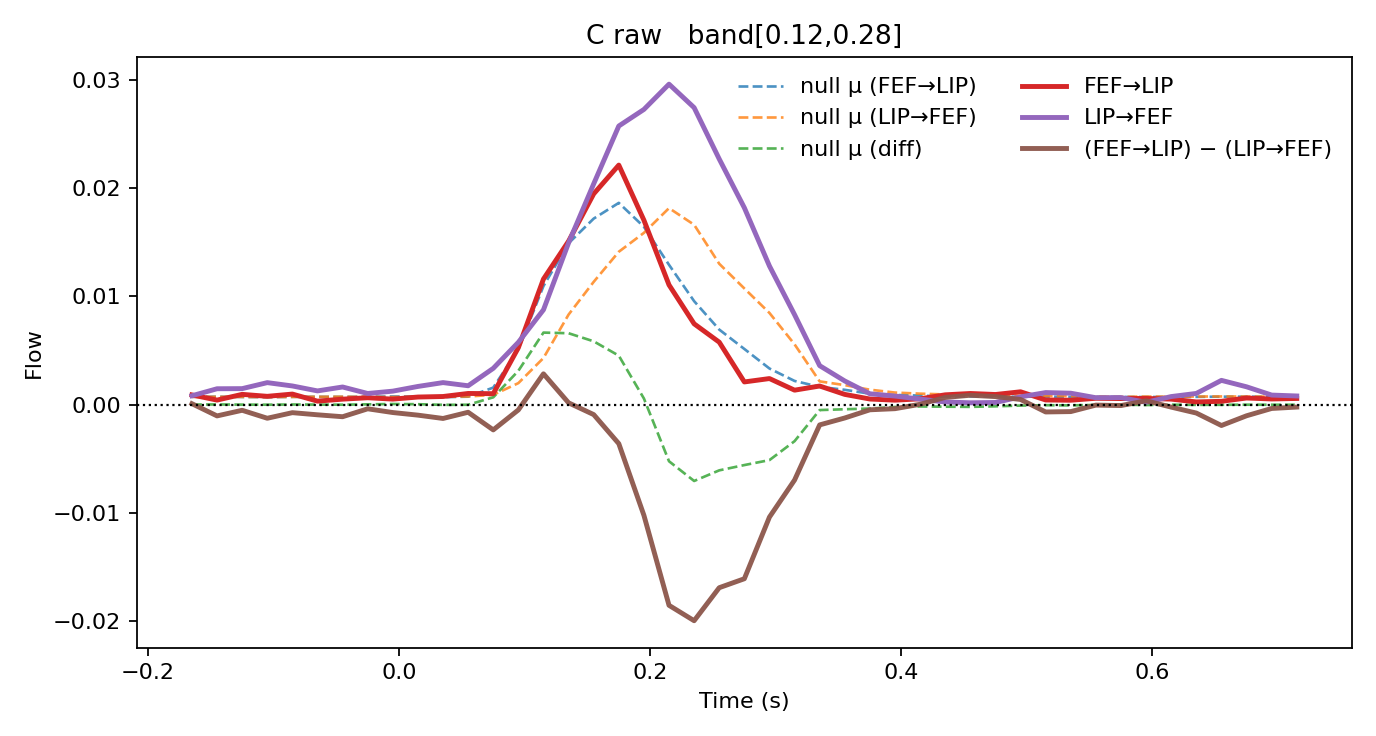 C raw   band[0.12,0.28]
0.03
0.02
0.01
0.00
−0.01
−0.02
Flow
null μ (FEF→LIP)
null μ (LIP→FEF)
null μ (diff)
FEF→LIP
LIP→FEF
(FEF→LIP) − (LIP→FEF)
−0.2
0.0
0.2
0.4
0.6
Time (s)